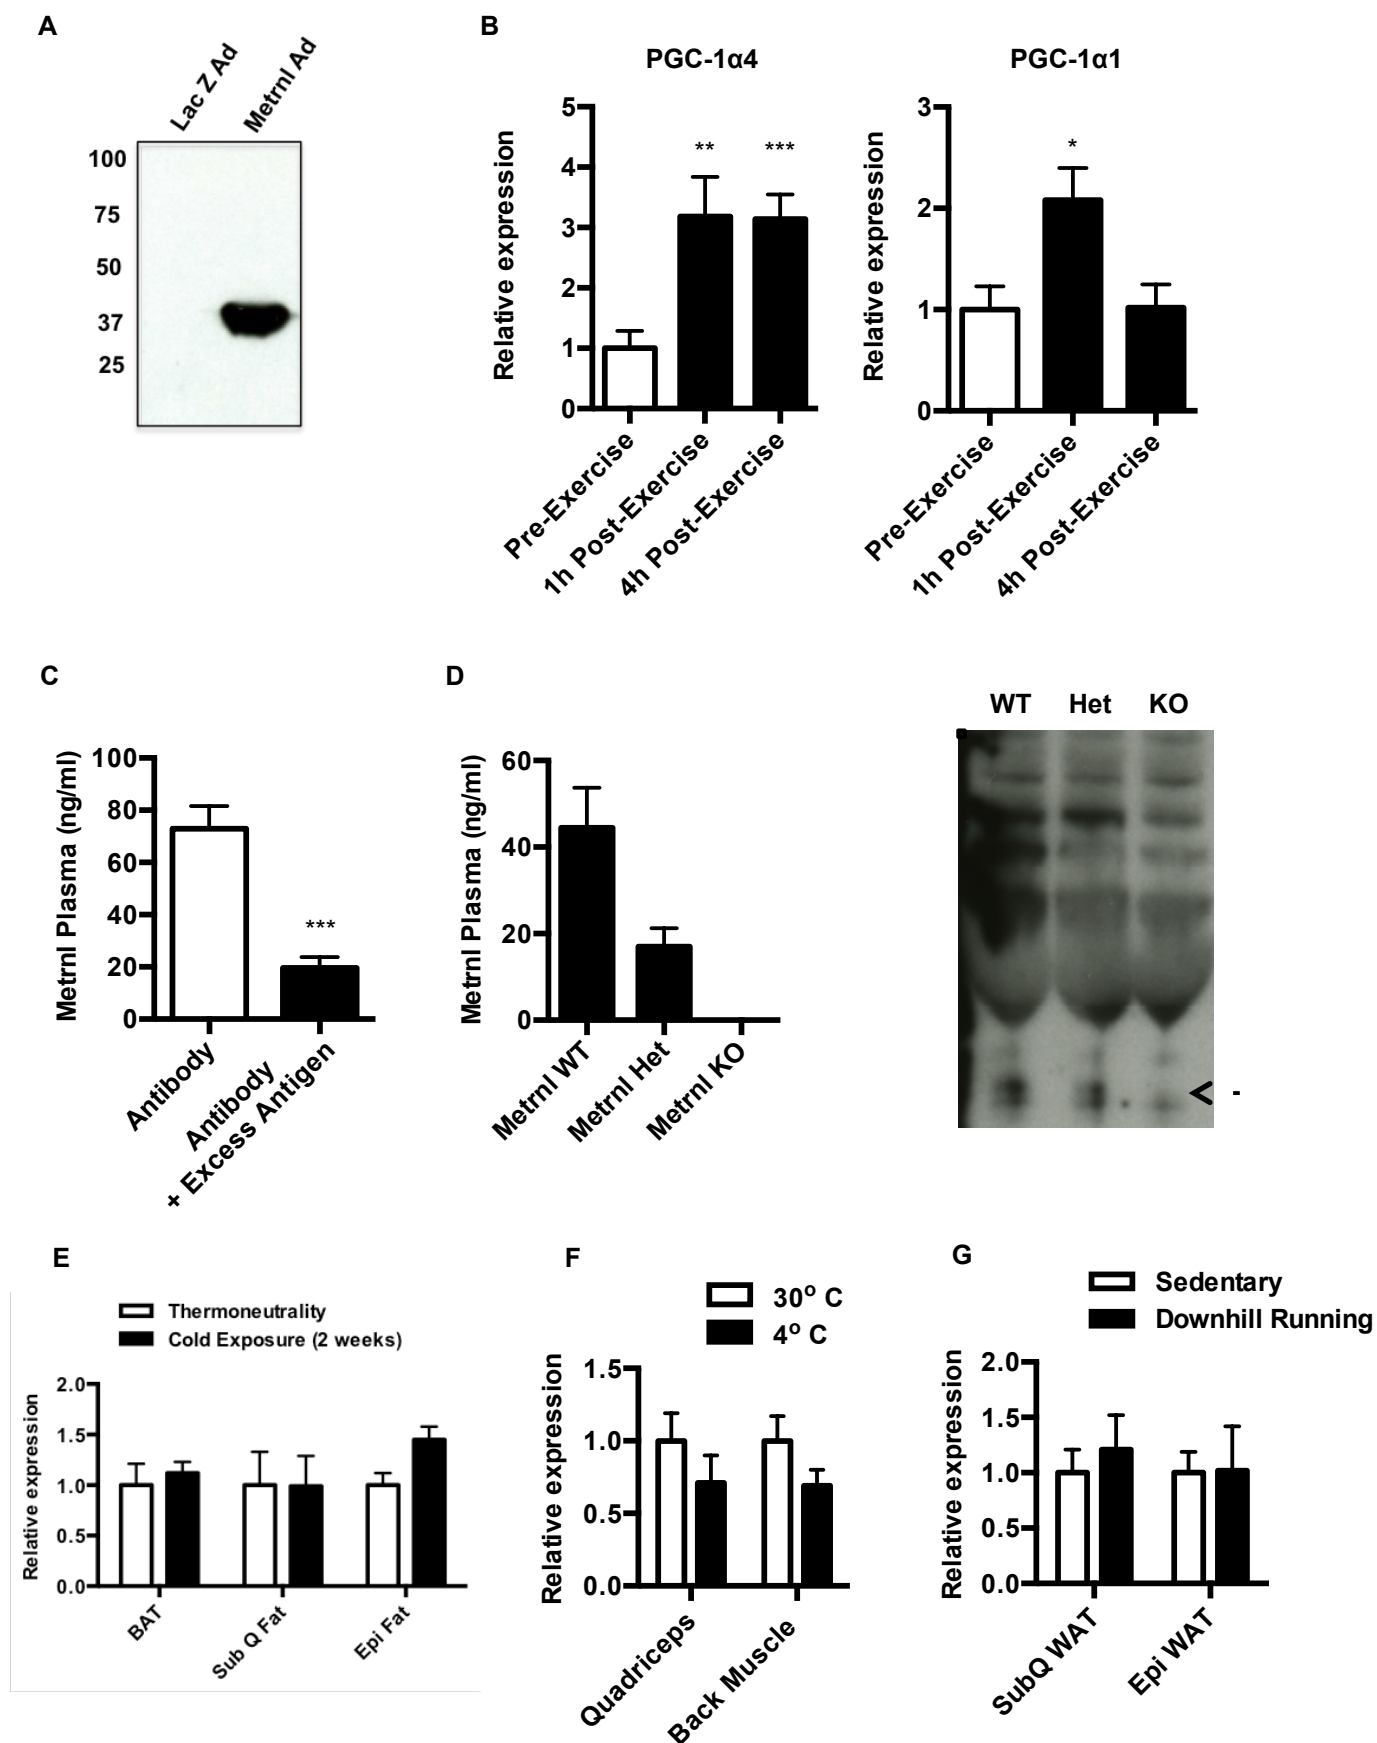 A
Lac Z Ad
Metrnl Ad
100
75
50
37
25
B
PGC-1α4
Relative expression
5
4
3
2
1
0
**
***
Pre-Exercise
1h Post-Exercise
4h Post-Exercise
PGC-1α1
Relative expression
3
2
1
0
*
Pre-Exercise
1h Post-Exercise
4h Post-Exercise
C
Metrnl Plasma (ng/ml)
100
80
60
40
20
0
***
Antibody
Antibody
+ Excess Antigen
D
Metrnl Plasma (ng/ml)
60
40
20
0
Metrnl WT
Metrnl Het
Metrnl KO
WT Het KO
< -
E
Thermoneutrality
Cold Exposure (2 weeks)
Relative expression
2.0
1.5
1.0
0.5
0.0
BAT
Sub Q Fat
Epi Fat
F
30° C
4° C
Relative expression
1.5
1.0
0.5
0.0
Quadriceps
Back Muscle
G
Sedentary
Downhill Running
Relative expression
2.0
1.5
1.0
0.5
0.0
SubQ WAT
Epi WAT